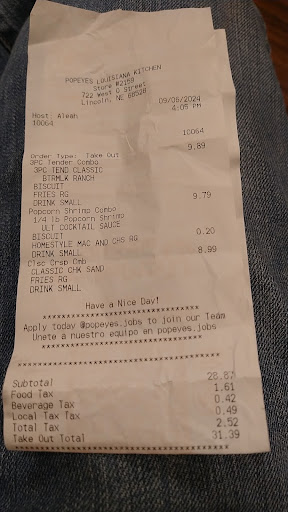 POPEYES LOUISIANA KITCHEN
Store #2159
722 West O Street
Lincoln, NE 68528
09/06/2024
4:05 PM
Host: Aleah
10064
10064
Order Type: Take Out
3PC Tender Combo 9.89
3PC TEND CLASSIC
BTRMLK RANCH
BISCUIT
FRIES RG
DRINK SMALL
Popcorn Shrimp Combo 9.79
1/4 lb Popcorn Shrimp
ULT COCKTAIL SAUCE
BISCUIT
HOMESTYLE MAC AND CHS RG 0.20
DRINK SMALL
Clsc Crsp Cmb 8.99
CLASSIC CHK SAND
FRIES RG
DRINK SMALL
Have a Nice Day!
********************************
Apply today @popeyes.jobs to join our Team
Unete a nuestro equipo en popeyes.jobs
********************************
****************************************
Subtotal 28.87
Food Tax 1.61
Beverage Tax 0.42
Local Tax Tax 0.49
Total Tax 2.52
Take Out Total 31.39
****************************************